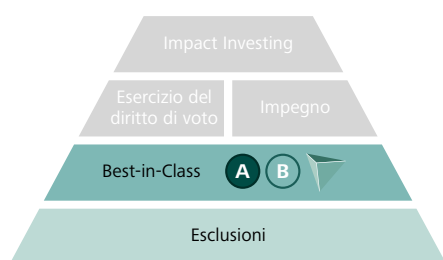 Impact Investing
Esercizio del
diritto di voto
Impegno
Best-in-Class A B
Esclusioni